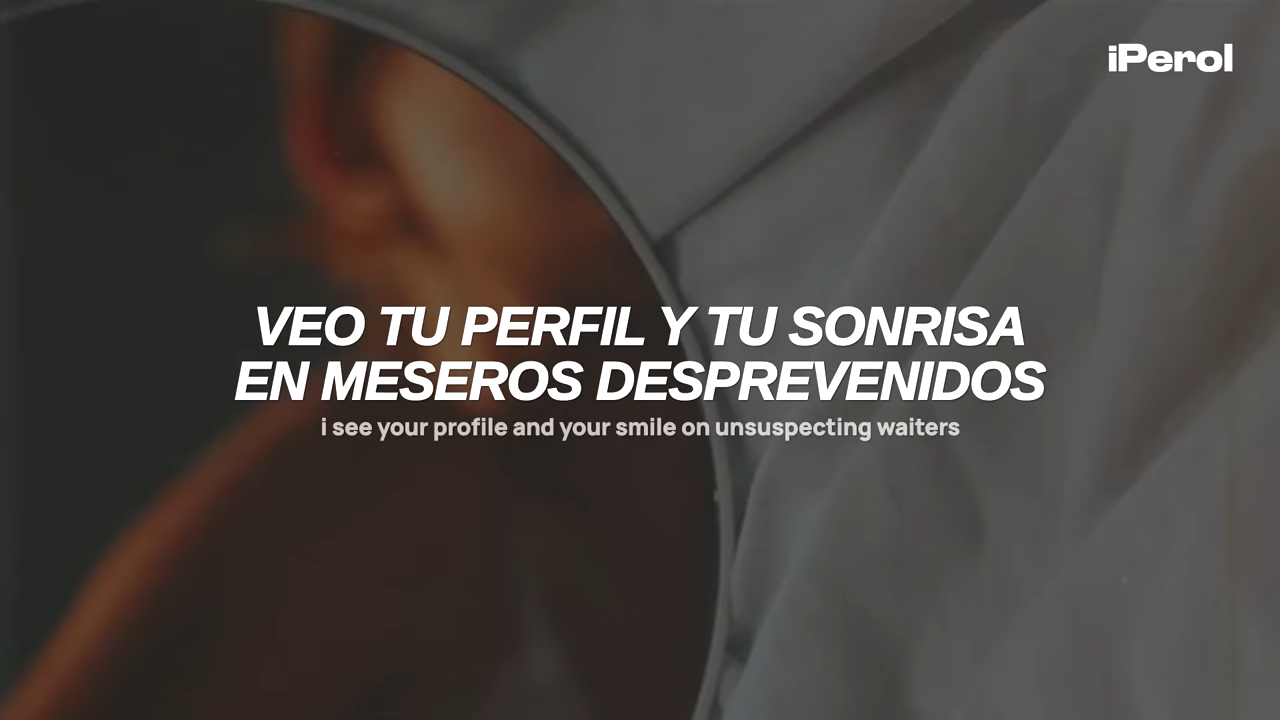 iPerol
VEO TU PERFIL Y TU SONRISA
EN MESEROS DESPREVENIDOS
i see your profile and your smile on unsuspecting waiters